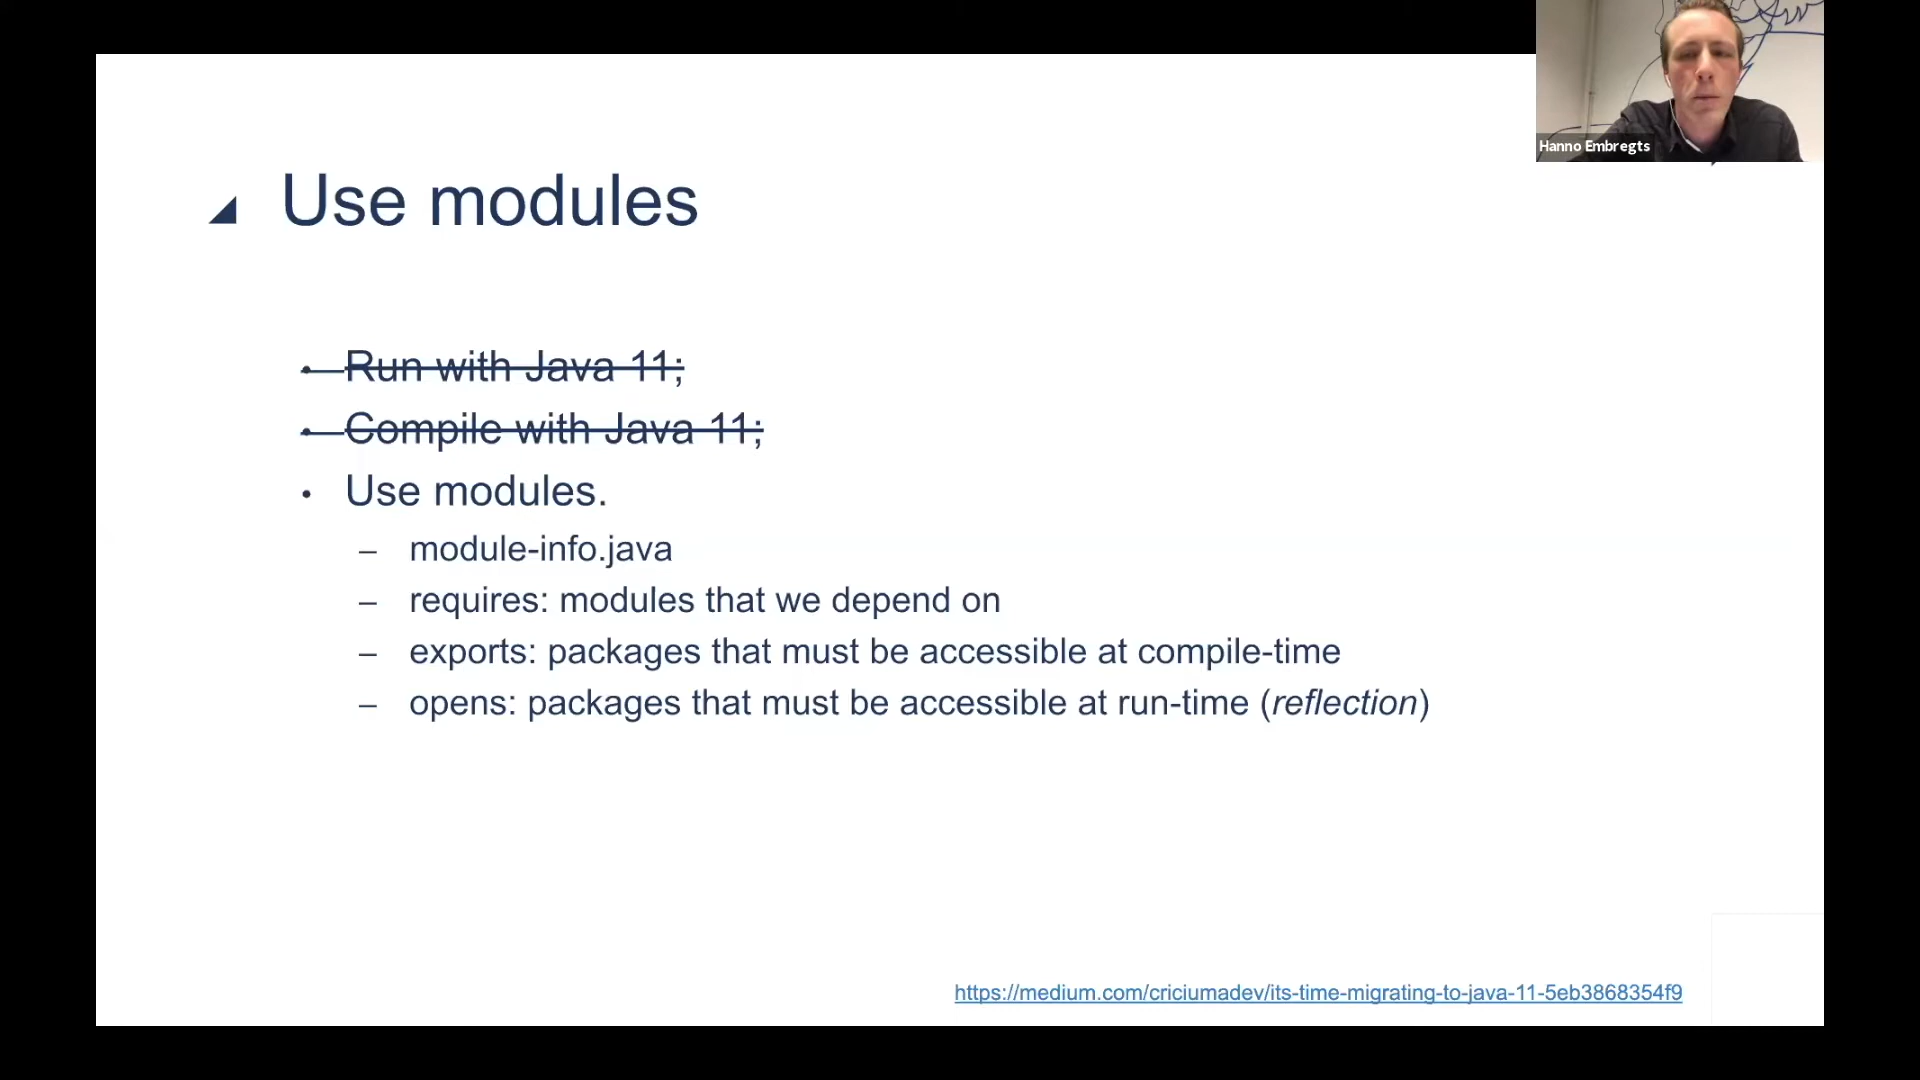 Hanno Embregts
Use modules
• Run with Java 11;
• Compile with Java 11;
• Use modules.
– module-info.java
– requires: modules that we depend on
– exports: packages that must be accessible at compile-time
– opens: packages that must be accessible at run-time (reflection)
https://medium.com/criciumadev/its-time-migrating-to-java-11-5eb3868354f9